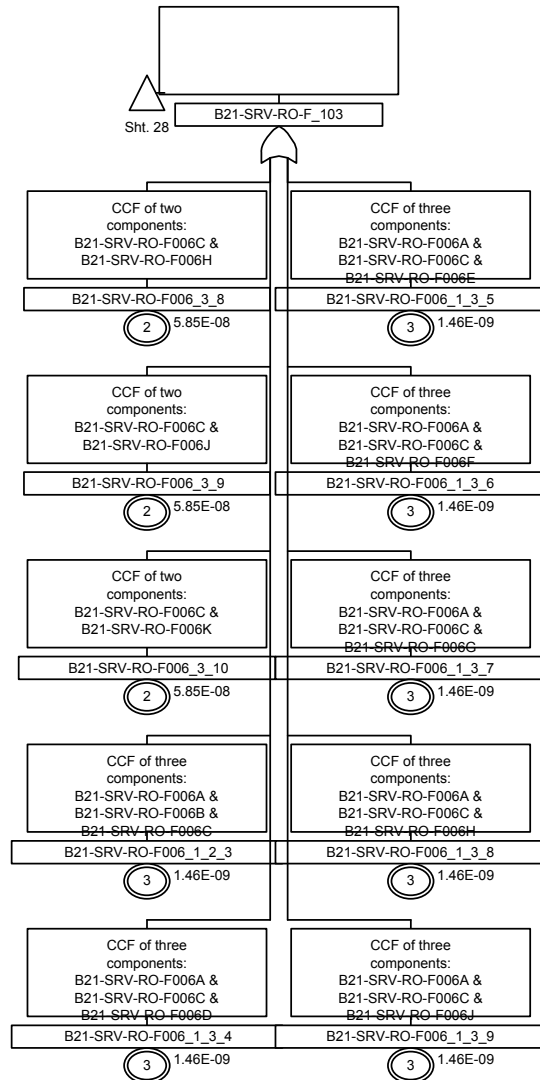 B21-SRV-RO-F_103
Sht. 28
CCF of two
components:
B21-SRV-RO-F006C &
B21-SRV-RO-F006H
B21-SRV-RO-F006_3_8
2
5.85E-08
CCF of three
components:
B21-SRV-RO-F006A &
B21-SRV-RO-F006C &
B21-SRV-RO-F006E
B21-SRV-RO-F006_1_3_5
3
1.46E-09
CCF of two
components:
B21-SRV-RO-F006C &
B21-SRV-RO-F006J
B21-SRV-RO-F006_3_9
2
5.85E-08
CCF of three
components:
B21-SRV-RO-F006A &
B21-SRV-RO-F006C &
B21-SRV-RO-F006F
B21-SRV-RO-F006_1_3_6
3
1.46E-09
CCF of two
components:
B21-SRV-RO-F006C &
B21-SRV-RO-F006K
B21-SRV-RO-F006_3_10
2
5.85E-08
CCF of three
components:
B21-SRV-RO-F006A &
B21-SRV-RO-F006C &
B21-SRV-RO-F006G
B21-SRV-RO-F006_1_3_7
3
1.46E-09
CCF of three
components:
B21-SRV-RO-F006A &
B21-SRV-RO-F006B &
B21-SRV-RO-F006C
B21-SRV-RO-F006_1_2_3
3
1.46E-09
CCF of three
components:
B21-SRV-RO-F006A &
B21-SRV-RO-F006C &
B21-SRV-RO-F006H
B21-SRV-RO-F006_1_3_8
3
1.46E-09
CCF of three
components:
B21-SRV-RO-F006A &
B21-SRV-RO-F006C &
B21-SRV-RO-F006D
B21-SRV-RO-F006_1_3_4
3
1.46E-09
CCF of three
components:
B21-SRV-RO-F006A &
B21-SRV-RO-F006C &
B21-SRV-RO-F006J
B21-SRV-RO-F006_1_3_9
3
1.46E-09